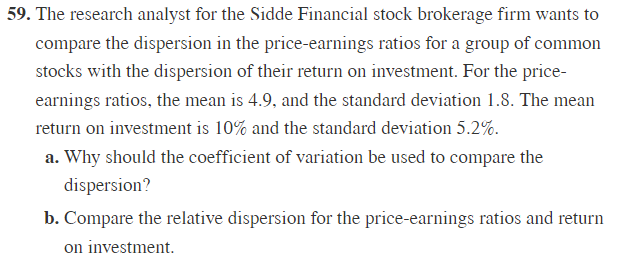 59. The research analyst for the Sidde Financial stock brokerage firm wants to
compare the dispersion in the price-earnings ratios for a group of common
stocks with the dispersion of their return on investment. For the price-
earnings ratios, the mean is 4.9, and the standard deviation 1.8. The mean
return on investment is 10% and the standard deviation 5.2%.
a. Why should the coefficient of variation be used to compare the
dispersion?
b. Compare the relative dispersion for the price-earnings ratios and return
on investment.